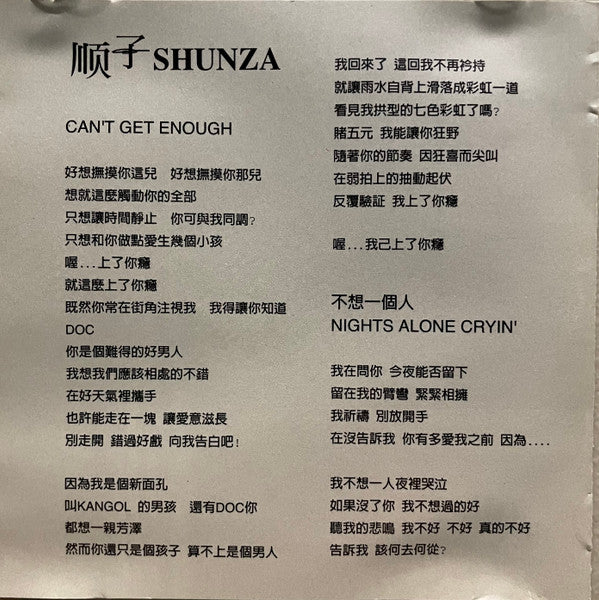 顺子 SHUNZA
CAN'T GET ENOUGH
好想撫摸你這兒 好想撫摸你那兒
想就這麼觸動你的全部
只想讓時間靜止 你可與我同調?
只想和你做點愛生幾個小孩
喔...上了你癮
就這麼上了你癮
既然你常在街角注視我 我得讓你知道
DOC
你是個難得的好男人
我想我們應該相處的不錯
在好天氣裡攜手
也許能走在一塊 讓愛意滋長
別走開 錯過好戲 向我告白吧!
因為我是個新面孔
叫KANGOL 的男孩 還有DOC你
都想一親芳澤
然而你還只是個孩子 算不上是個男人
我回來了 這回我不再衿持
就讓雨水自背上滑落成彩虹一道
看見我拱型的七色彩虹了嗎?
賭五元 我能讓你狂野
隨著你的節奏 因狂喜而尖叫
在弱拍上的抽動起伏
反覆驗証 我上了你癮
喔...我己上了你癮
不想一個人
NIGHTS ALONE CRYIN'
我在問你 今夜能否留下
留在我的臂彎 緊緊相擁
我祈禱 別放開手
在沒告訴我 你有多愛我之前 因為....
我不想一人夜裡哭泣
如果沒了你 我不想過的好
聽我的悲鳴 我不好 不好 真的不好
告訴我 該何去何從?